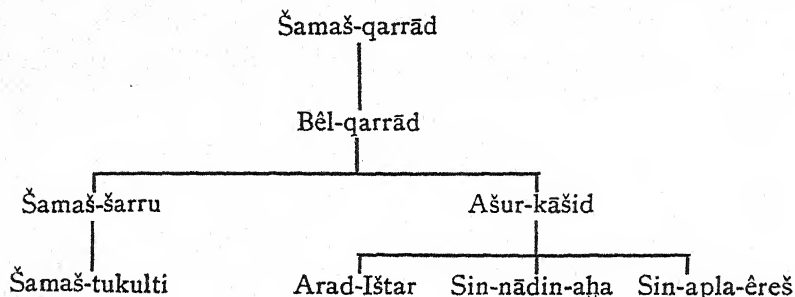 Šamaš-qarrād
Bêl-qarrād
Šamaš-šarru Ašur-kāšid
Šamaš-tukulti Arad-Ištar Sin-nādin-aḫa Sin-apla-êreš